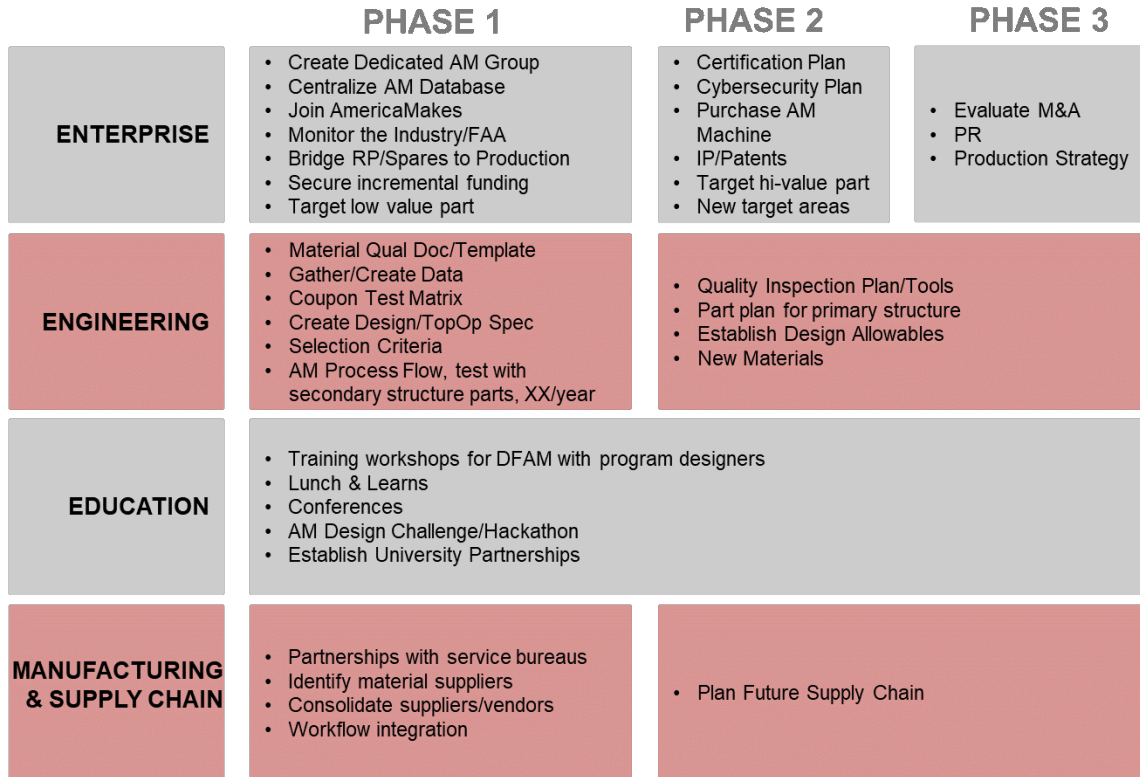 PHASE 1
PHASE 2
PHASE 3
ENTERPRISE
• Create Dedicated AM Group
• Centralize AM Database
• Join AmericaMakes
• Monitor the Industry/FAA
• Bridge RP/Spares to Production
• Secure incremental funding
• Target low value part
• Certification Plan
• Cybersecurity Plan
• Purchase AM
Machine
• IP/Patents
• Target hi-value part
• New target areas
• Evaluate M&A
• PR
• Production Strategy
ENGINEERING
• Material Qual Doc/Template
• Gather/Create Data
• Coupon Test Matrix
• Create Design/TopOp Spec
• Selection Criteria
• AM Process Flow, test with
secondary structure parts, XX/year
• Quality Inspection Plan/Tools
• Part plan for primary structure
• Establish Design Allowables
• New Materials
EDUCATION
• Training workshops for DFAM with program designers
• Lunch & Learns
• Conferences
• AM Design Challenge/Hackathon
• Establish University Partnerships
MANUFACTURING
& SUPPLY CHAIN
• Partnerships with service bureaus
• Identify material suppliers
• Consolidate suppliers/vendors
• Workflow integration
• Plan Future Supply Chain